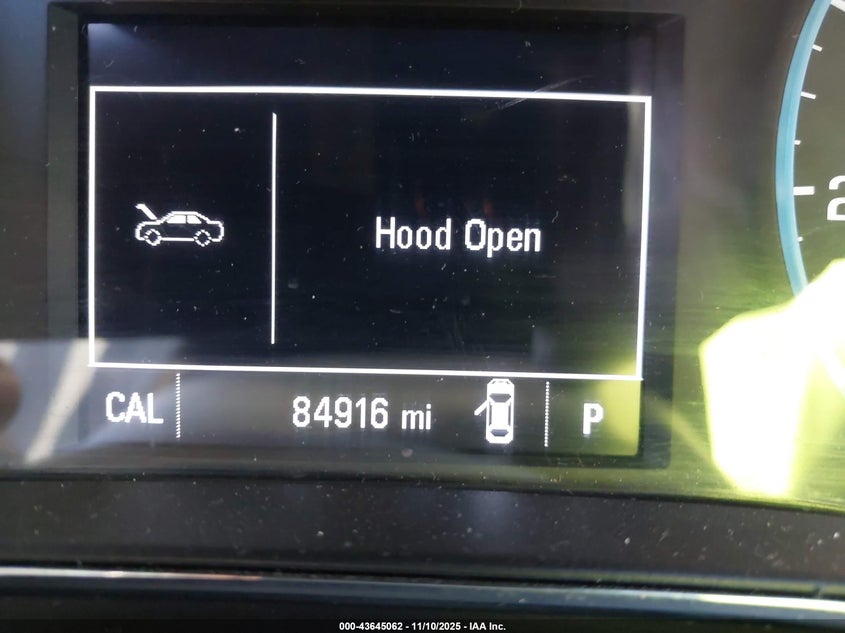 Hood Open
CAL
84916 mi
P
000-43645062 - 11/10/2025 - IAA Inc.